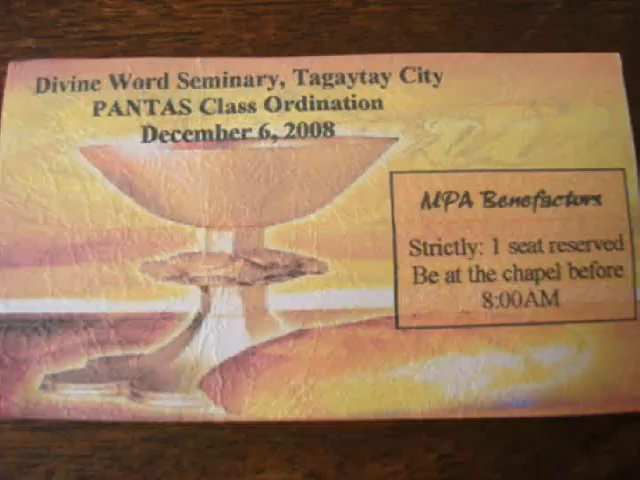 Divine Word Seminary, Tagaytay City
PANTAS Class Ordination
December 6, 2008
MPA Benefactors
Strictly: 1 seat reserved
Be at the chapel before
8:00AM